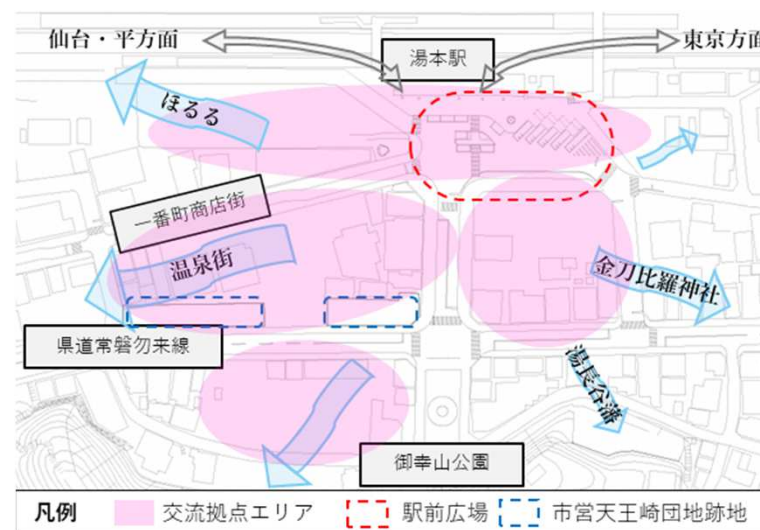 仙台・平方面
東京方面
湯本駅
ほるる
一番町商店街
温泉街
金刀比羅神社
県道常磐勿来線
湯長谷藩
御幸山公園
凡例 交流拠点エリア 駅前広場 市営天王崎団地跡地